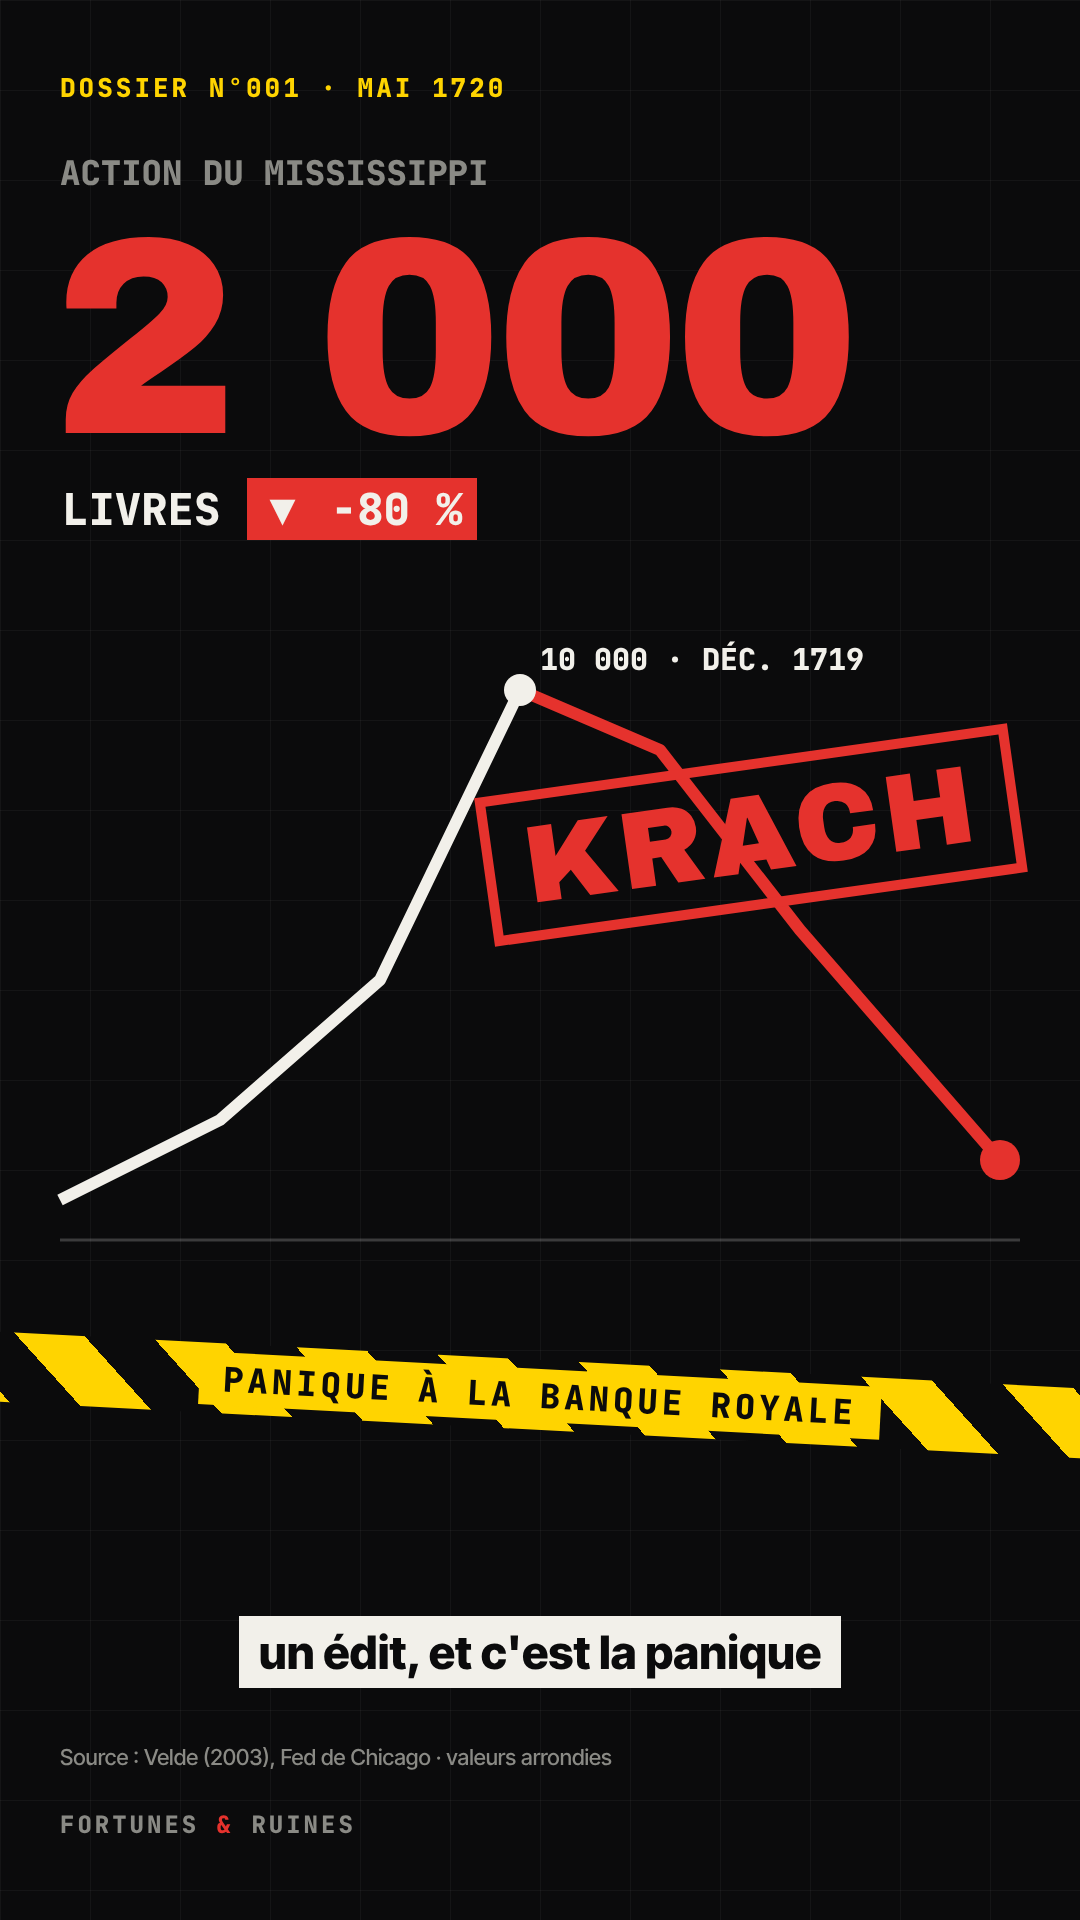 DOSSIER N°001 · MAI 1720
ACTION DU MISSISSIPPI
2 000
LIVRES ▼ -80 %
10 000 · DÉC. 1719
KRACH
PANIQUE À LA BANQUE ROYALE
un édit, et c'est la panique
Source : Velde (2003), Fed de Chicago · valeurs arrondies
FORTUNES & RUINES